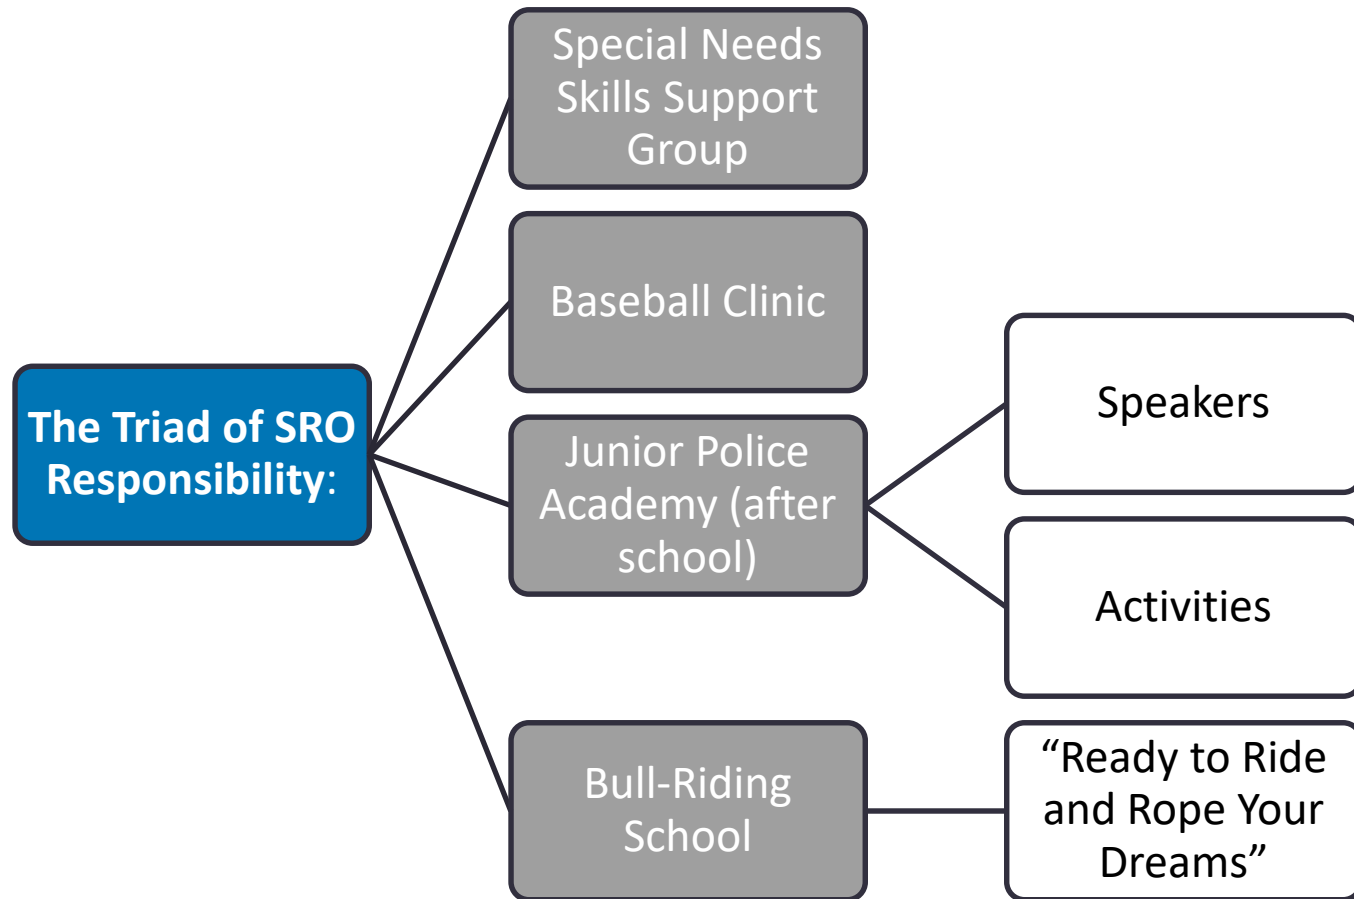 The Triad of SRO
Responsibility:
Special Needs
Skills Support
Group
Baseball Clinic
Junior Police
Academy (after
school)
Speakers
Activities
Bull-Riding
School
“Ready to Ride
and Rope Your
Dreams”